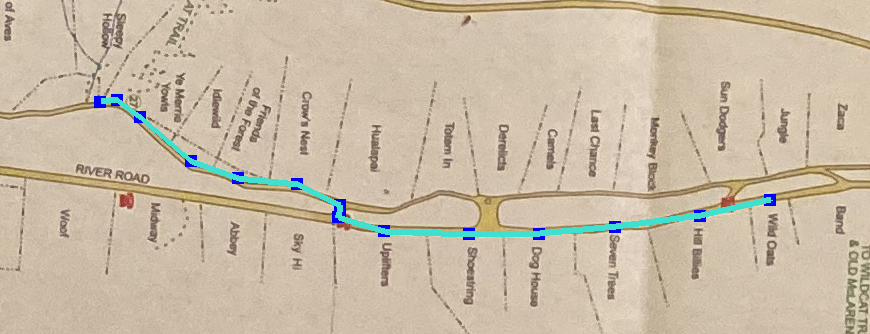 of Aves
Sleepy
Hollow
AT TRAIL
27
Ye Merrie
Yowls
Idlewild
Friends
of the Forest
Crow's Nest
Hualapai
Totem In
Derelicts
Camels
Last Chance
Monkey Block
Sun Dodgers
Jungle
Zaca
RIVER ROAD
Woof
Midway
Abbey
Sky Hi
Uplifters
Shoestring
Dog House
Seven Trees
Hill Billies
Wild Oats
Band
TO WILDCAT TR
& OLD McLAREN